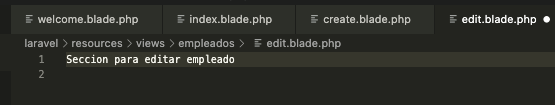 welcome.blade.php index.blade.php create.blade.php edit.blade.php
laravel > resources > views > empleados > edit.blade.php
1 Seccion para editar empleado
2